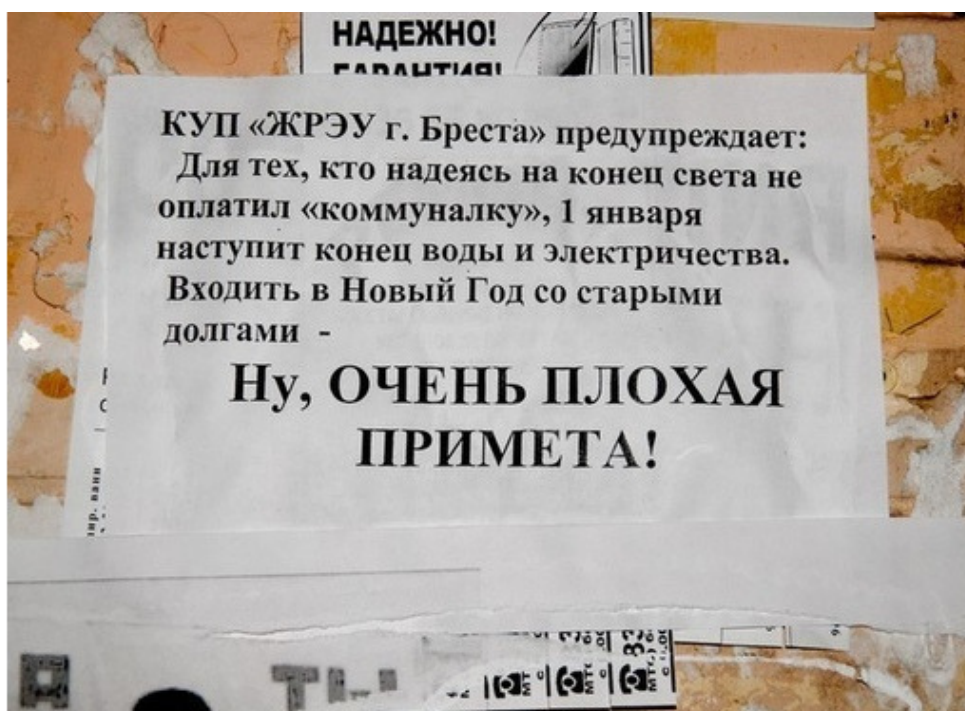 НАДЕЖНО!
ГАРАНТИЯ!
КУП «ЖРЭУ г. Бреста» предупреждает:
Для тех, кто надеясь на конец света не
оплатил «коммуналку», 1 января
наступит конец воды и электричества.
Входить в Новый Год со старыми
долгами -
Ну, ОЧЕНЬ ПЛОХАЯ
ПРИМЕТА!